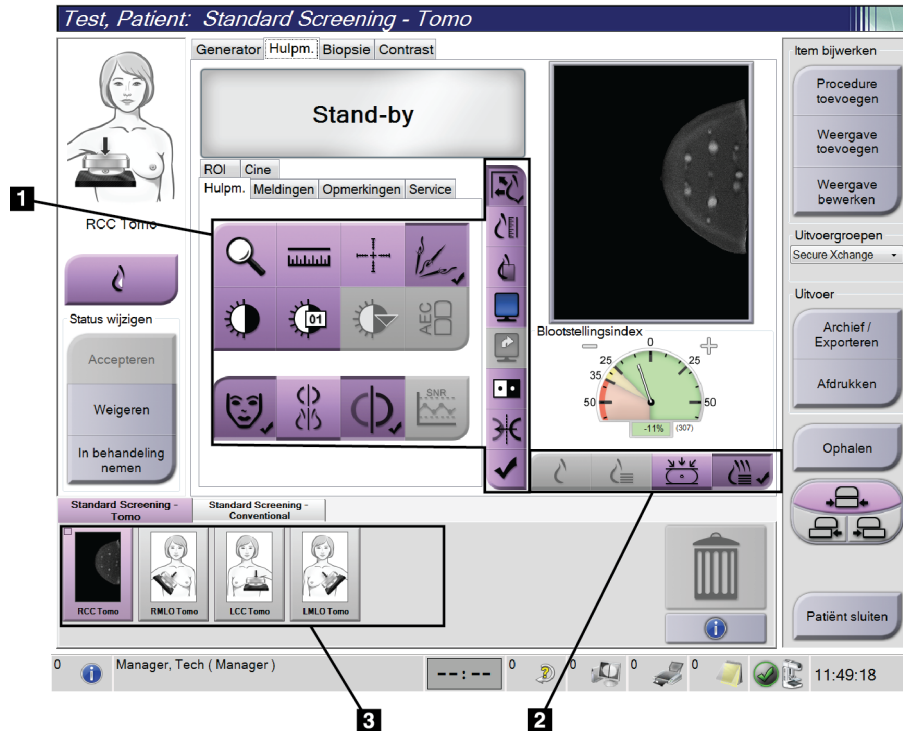 Test, Patient: Standard Screening - Tomo
Generator Hulpm. Biopsie Contrast
Stand-by
ROI Cine
Hulpm. Meldingen Opmerkingen Service
01
AEC
SNR
RCC Tomo
Status wijzigen
Accepteren
Weigeren
In behandeling
nemen
Blootstellingsindex
0
25 25
35
50 50
-11% (307)
Item bijwerken
Procedure
toevoegen
Weergave
toevoegen
Weergave
bewerken
Uitvoergroepen
Secure Xchange
Uitvoer
Archief /
Exporteren
Afdrukken
Ophalen
Patiënt sluiten
Standard Screening -
Tomo
Standard Screening -
Conventional
RCC Tomo
RMLO Tomo
LCC Tomo
LMLO Tomo
0 Manager, Tech ( Manager ) --:-- 0 0 0 0 11:49:18
1
2
3